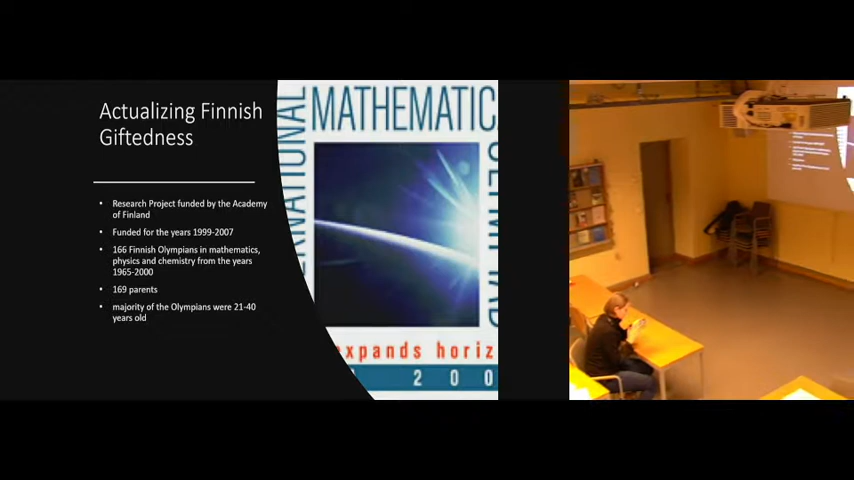 Actualizing Finnish
Giftedness
• Research Project funded by the Academy
of Finland
• Funded for the years 1999-2007
• 166 Finnish Olympians in mathematics,
physics and chemistry from the years
1965-2000
• 169 parents
• majority of the Olympians were 21-40
years old
MATHEMATIC
expands horiz
2 0 0